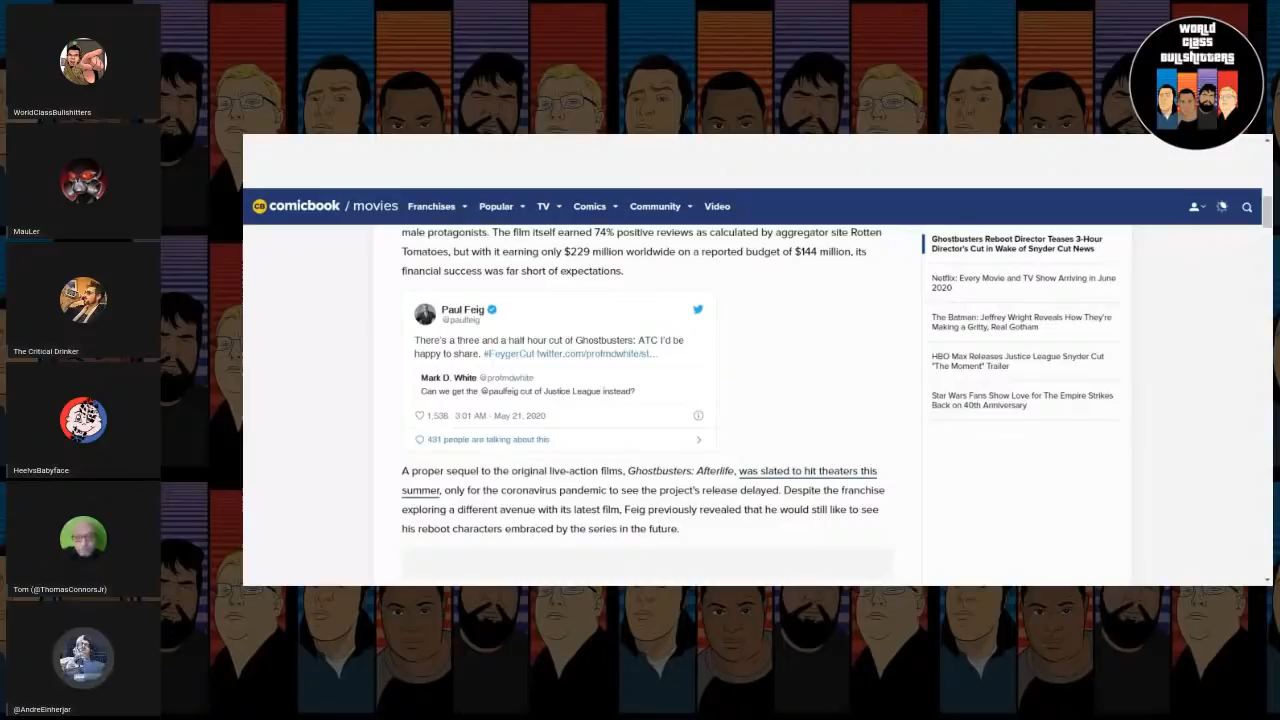 WorldClassBullshitters
MauLer
The Critical Drinker
HeelvsBabyface
Tom (@ThomasConnorsJr)
@AndreEinherjar
WORLD
CLASS
BULLSHITTERS
CB comicbook / movies Franchises Popular TV Comics Community Video
male protagonists. The film itself earned 74% positive reviews as calculated by aggregator site Rotten
Tomatoes, but with it earning only $229 million worldwide on a reported budget of $144 million, its
financial success was far short of expectations.
Paul Feig
@paulfeig
There's a three and a half hour cut of Ghostbusters: ATC I'd be
happy to share. #FeygerCut twitter.com/profmdwhite/st…
Mark D. White @profmdwhite
Can we get the @paulfeig cut of Justice League instead?
1,536 3:01 AM - May 21, 2020
431 people are talking about this
A proper sequel to the original live-action films, Ghostbusters: Afterlife, was slated to hit theaters this
summer, only for the coronavirus pandemic to see the project's release delayed. Despite the franchise
exploring a different avenue with its latest film, Feig previously revealed that he would still like to see
his reboot characters embraced by the series in the future.
Ghostbusters Reboot Director Teases 3-Hour
Director's Cut in Wake of Snyder Cut News
Netflix: Every Movie and TV Show Arriving in June
2020
The Batman: Jeffrey Wright Reveals How They're
Making a Gritty, Real Gotham
HBO Max Releases Justice League Snyder Cut
"The Moment" Trailer
Star Wars Fans Show Love for The Empire Strikes
Back on 40th Anniversary